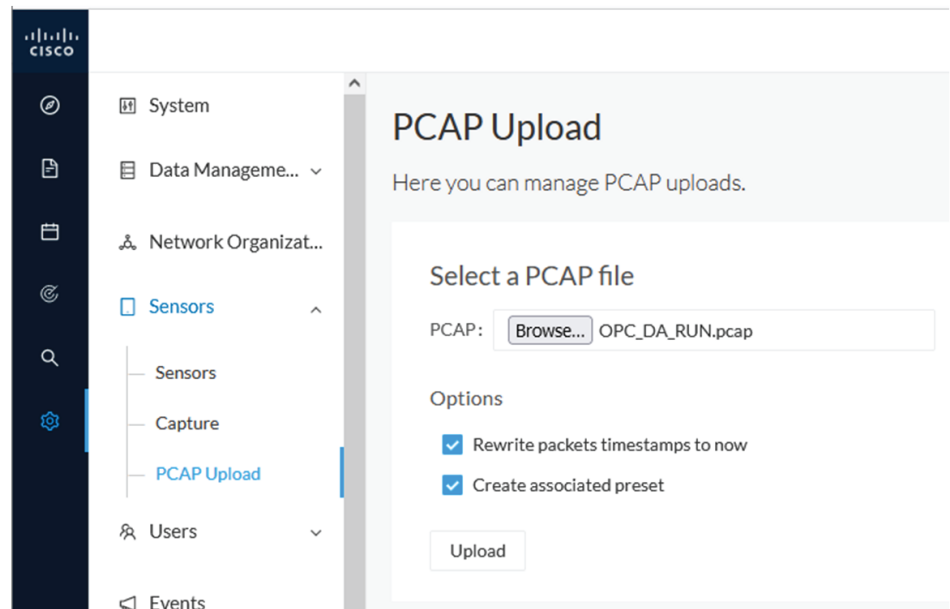 CISCO
System
Data Manageme...
Network Organizat...
Sensors
Sensors
Capture
PCAP Upload
Users
Events
PCAP Upload
Here you can manage PCAP uploads.
Select a PCAP file
PCAP: Browse... OPC_DA_RUN.pcap
Options
Rewrite packets timestamps to now
Create associated preset
Upload